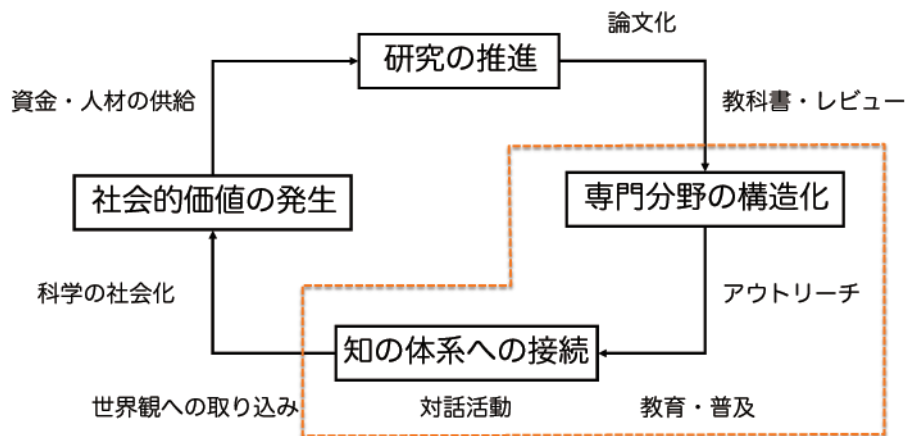 論文化
研究の推進
資金・人材の供給
教科書・レビュー
社会的価値の発生
専門分野の構造化
科学の社会化
アウトリーチ
知の体系への接続
世界観への取り込み
対話活動
教育・普及